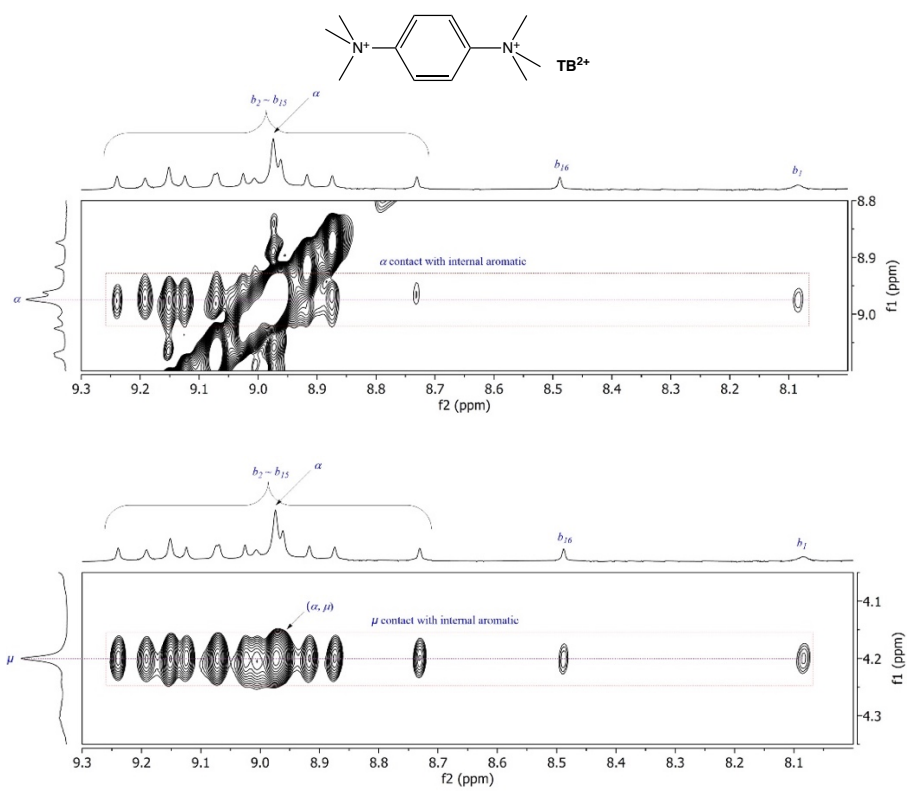 N+
N+
TB2+
b2 ~ b15
α
b16
b1
α contact with internal aromatic
α
8.8
8.9
9.0
f1 (ppm)
9.3 9.2 9.1 9.0 8.9 8.8 8.7 8.6 8.5 8.4 8.3 8.2 8.1
f2 (ppm)
b2 ~ b15
α
b16
b1
(α, μ)
μ contact with internal aromatic
μ
4.1
4.2
4.3
f1 (ppm)
9.3 9.2 9.1 9.0 8.9 8.8 8.7 8.6 8.5 8.4 8.3 8.2 8.1
f2 (ppm)